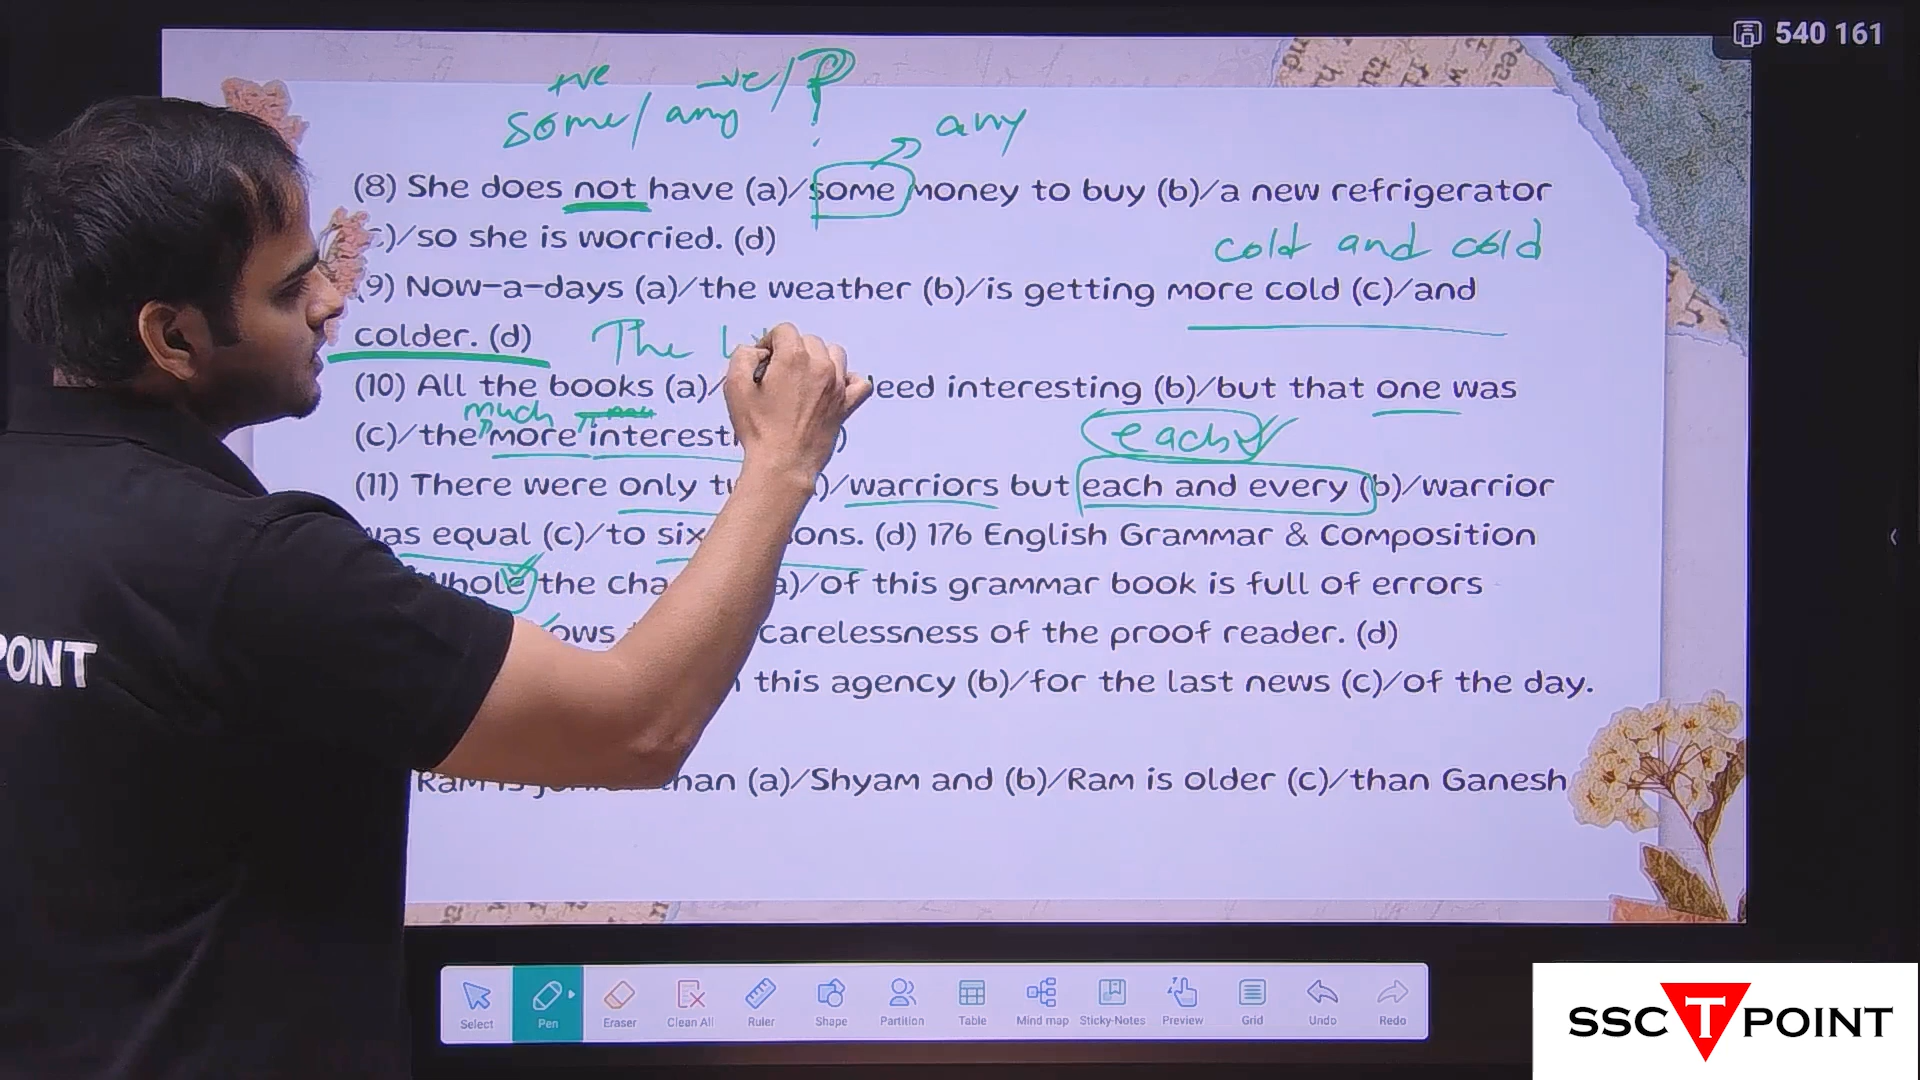 540 161
+ve -ve/?
some/any any
(8) She does not have (a)/some money to buy (b)/a new refrigerator
)/so she is worried. (d) cold and cold
(9) Now-a-days (a)/the weather (b)/is getting more cold (c)/and
colder. (d) The
(10) All the books (a)/ deed interesting (b)/but that one was
much
(c)/the more interesti )
each
(11) There were only )/warriors but each and every (b)/warrior
was equal (c)/to six ons. (d) 176 English Grammar & Composition
whole the cha a)/of this grammar book is full of errors
ows carelessness of the proof reader. (d)
this agency (b)/for the last news (c)/of the day.
Ram is than (a)/Shyam and (b)/Ram is older (c)/than Ganesh
POINT
Select Pen Eraser Clean All Ruler Shape Partition Table Mind map Sticky-Notes Preview Grid Undo Redo
SSC T POINT